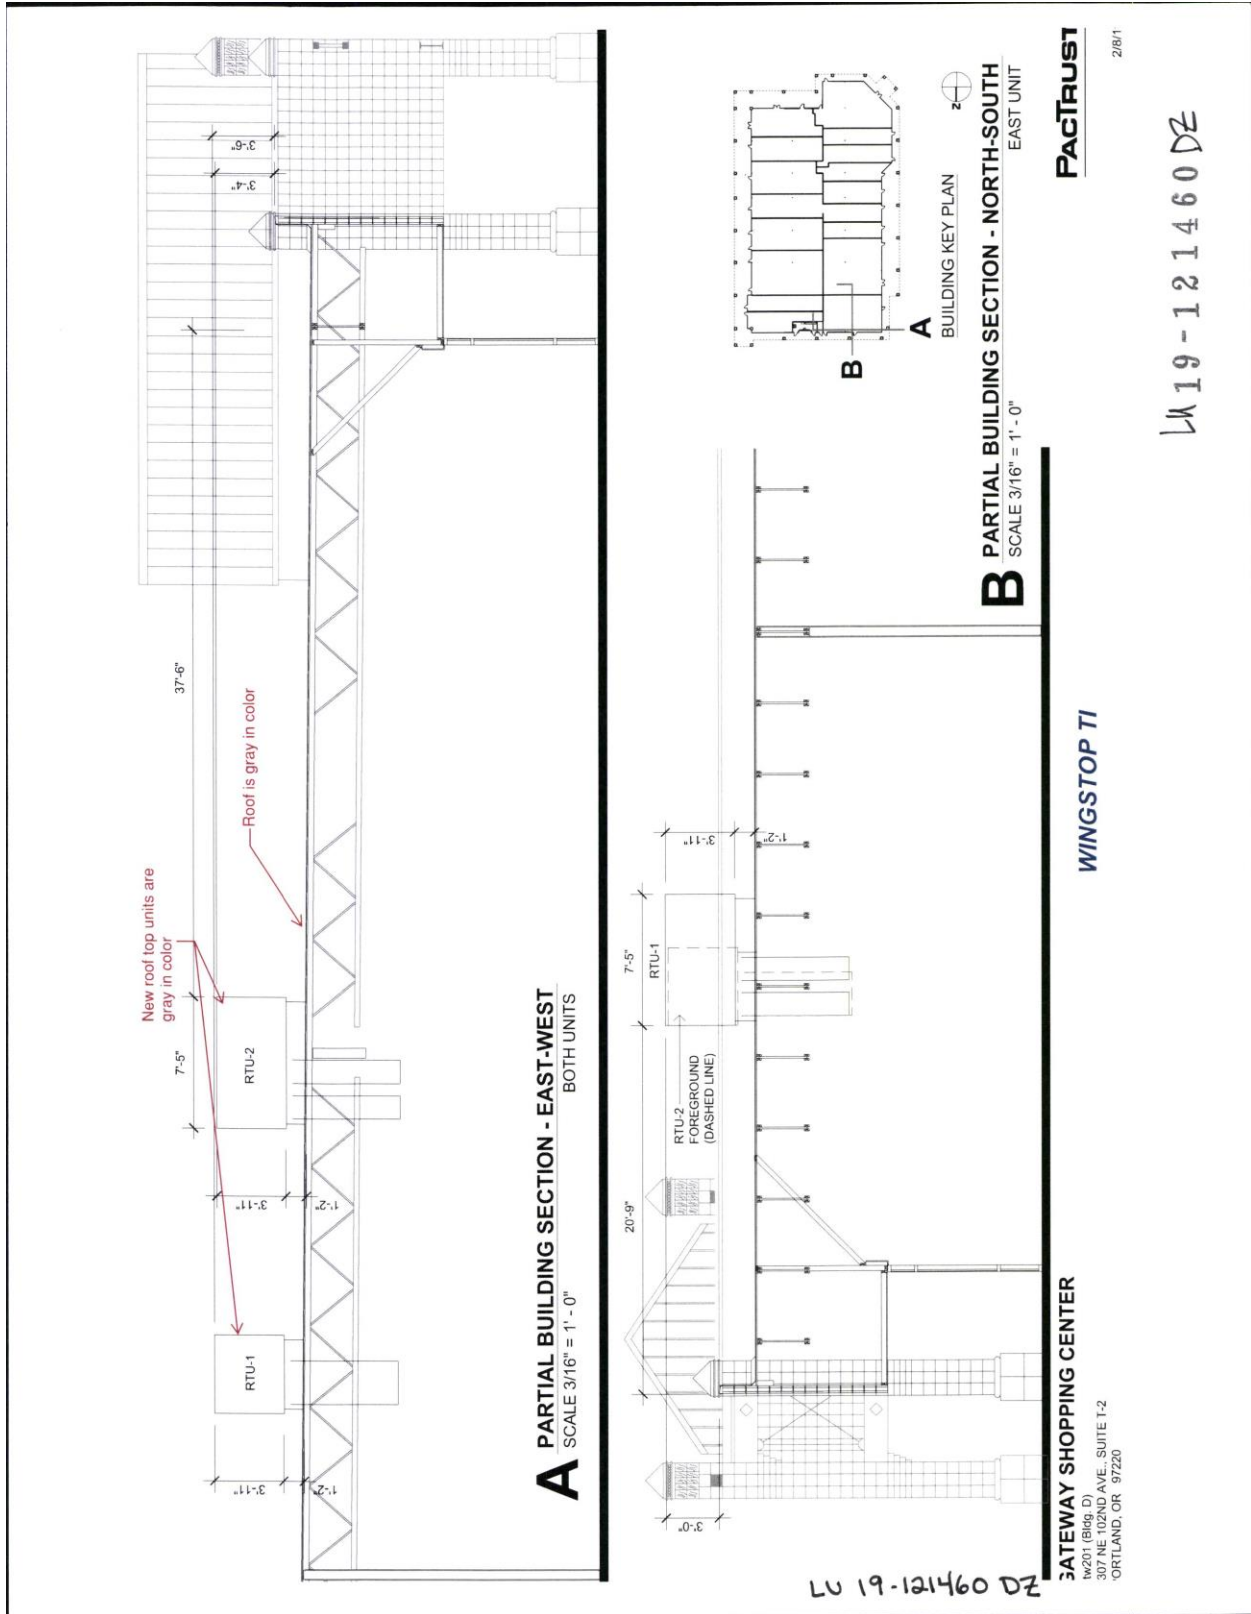 New roof top units are
gray in color
Roof is gray in color
37'-6"
7'-5"
3'-6"
3'-4"
RTU-1
RTU-2
3'-11"
1'-2"
3'-11"
1'-2"
A PARTIAL BUILDING SECTION - EAST-WEST
SCALE 3/16" = 1' - 0"
BOTH UNITS
20'-9"
7'-5"
RTU-1
3'-11"
1'-2"
RTU-2
FOREGROUND
(DASHED LINE)
3'-0"
B
A
N
BUILDING KEY PLAN
B PARTIAL BUILDING SECTION - NORTH-SOUTH
SCALE 3/16" = 1' - 0"
EAST UNIT
GATEWAY SHOPPING CENTER
tw201 (Bldg. D)
307 NE 102ND AVE., SUITE T-2
ORTLAND, OR 97220
WINGSTOP TI
PACTRUST
2/8/1
LU 19-121460 DZ
LU 19-121460 DZ